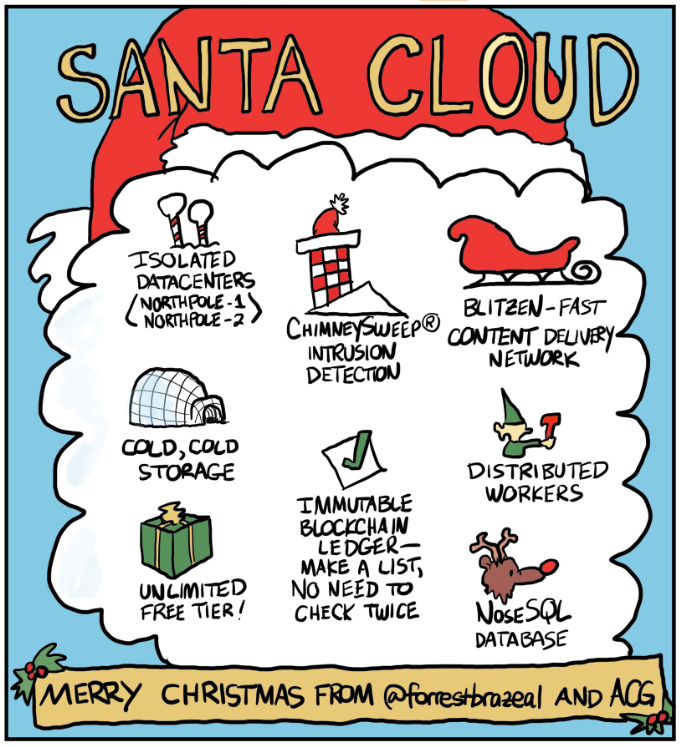 SANTA CLOUD
ISOLATED
DATACENTERS
(NORTHPOLE-1
NORTHPOLE-2)
CHIMNEYSWEEP®
INTRUSION
DETECTION
BLITZEN-FAST
CONTENT DELIVERY
NETWORK
COLD, COLD
STORAGE
IMMUTABLE
BLOCKCHAIN
LEDGER—
MAKE A LIST,
NO NEED TO
CHECK TWICE
DISTRIBUTED
WORKERS
UNLIMITED
FREE TIER!
NOSESQL
DATABASE
MERRY CHRISTMAS FROM @forrestbrazeal AND ACG